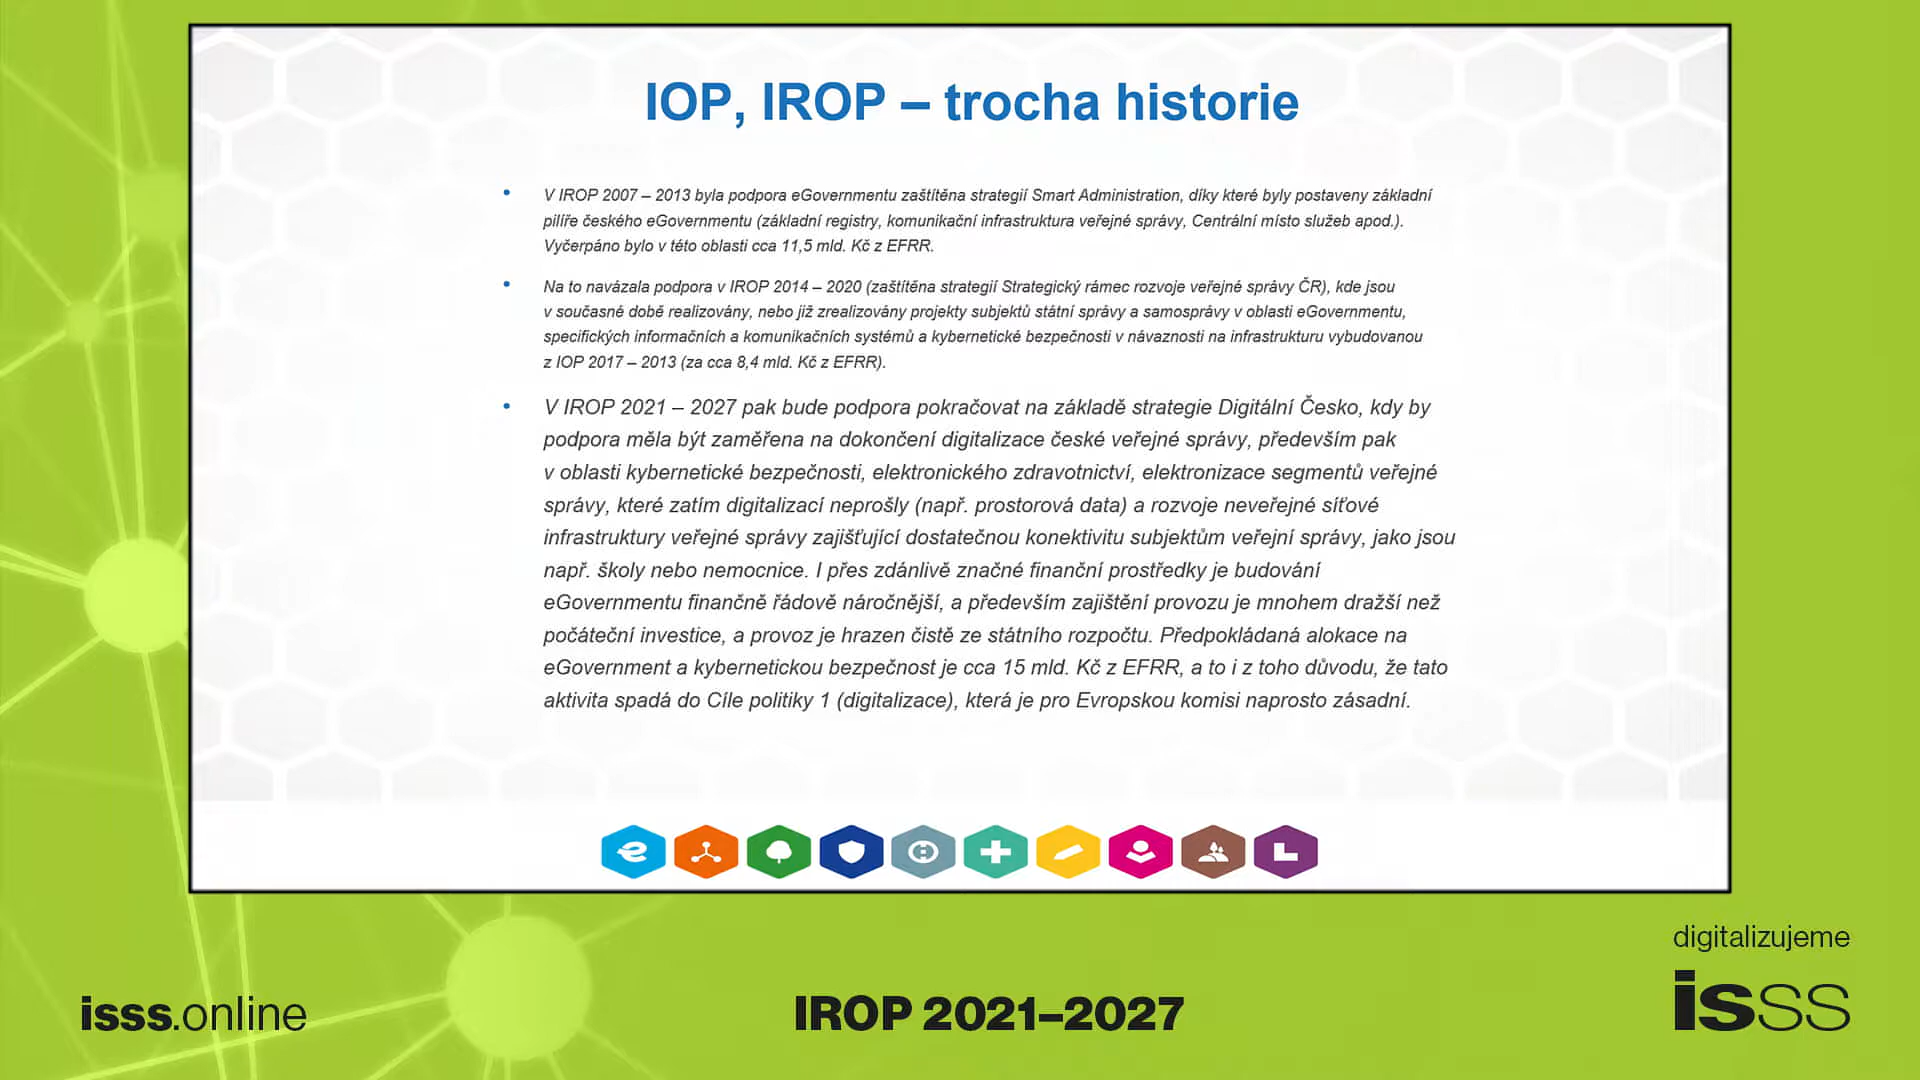 IOP, IROP – trocha historie
• V IROP 2007 – 2013 byla podpora eGovernmentu zaštítěna strategií Smart Administration, díky které byly postaveny základní
pilíře českého eGovernmentu (základní registry, komunikační infrastruktura veřejné správy, Centrální místo služeb apod.).
Vyčerpáno bylo v této oblasti cca 11,5 mld. Kč z EFRR.
• Na to navázala podpora v IROP 2014 – 2020 (zaštítěna strategií Strategický rámec rozvoje veřejné správy ČR), kde jsou
v současné době realizovány, nebo již zrealizovány projekty subjektů státní správy a samosprávy v oblasti eGovernmentu,
specifických informačních a komunikačních systémů a kybernetické bezpečnosti v návaznosti na infrastrukturu vybudovanou
z IOP 2017 – 2013 (za cca 8,4 mld. Kč z EFRR).
• V IROP 2021 – 2027 pak bude podpora pokračovat na základě strategie Digitální Česko, kdy by
podpora měla být zaměřena na dokončení digitalizace české veřejné správy, především pak
v oblasti kybernetické bezpečnosti, elektronického zdravotnictví, elektronizace segmentů veřejné
správy, které zatím digitalizací neprošly (např. prostorová data) a rozvoje neveřejné síťové
infrastruktury veřejné správy zajišťující dostatečnou konektivitu subjektům veřejní správy, jako jsou
např. školy nebo nemocnice. I přes zdánlivě značné finanční prostředky je budování
eGovernmentu finančně řádově náročnější, a především zajištění provozu je mnohem dražší než
počáteční investice, a provoz je hrazen čistě ze státního rozpočtu. Předpokládaná alokace na
eGovernment a kybernetickou bezpečnost je cca 15 mld. Kč z EFRR, a to i z toho důvodu, že tato
aktivita spadá do Cíle politiky 1 (digitalizace), která je pro Evropskou komisi naprosto zásadní.
digitalizujeme
isss.online
IROP 2021–2027
isss